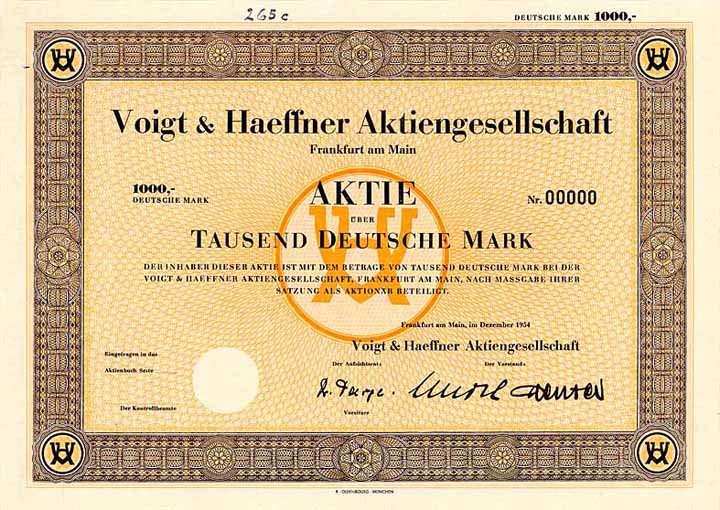 265 c
DEUTSCHE MARK 1000,-
Voigt & Haeffner Aktiengesellschaft
Frankfurt am Main
1000,-
DEUTSCHE MARK
AKTIE
Nr. 00000
ÜBER
TAUSEND DEUTSCHE MARK
DER INHABER DIESER AKTIE IST MIT DEM BETRAGE VON TAUSEND DEUTSCHE MARK BEI DER
VOIGT & HAEFFNER AKTIENGESELLSCHAFT, FRANKFURT AM MAIN, NACH MASSGABE IHRER
SATZUNG ALS AKTIONXR BETEILIGT.
Frankfurt am Main, im Dezember 1954
Voigt & Haeffner Aktiengesellschaft
Eingetragen in das
Aktienbuch Seite
Der Kontrollbeamte
Der Aufsichtsrat:
Der Vorstand:
Vorsitzer
R. OLDENBOURG MÜNCHEN